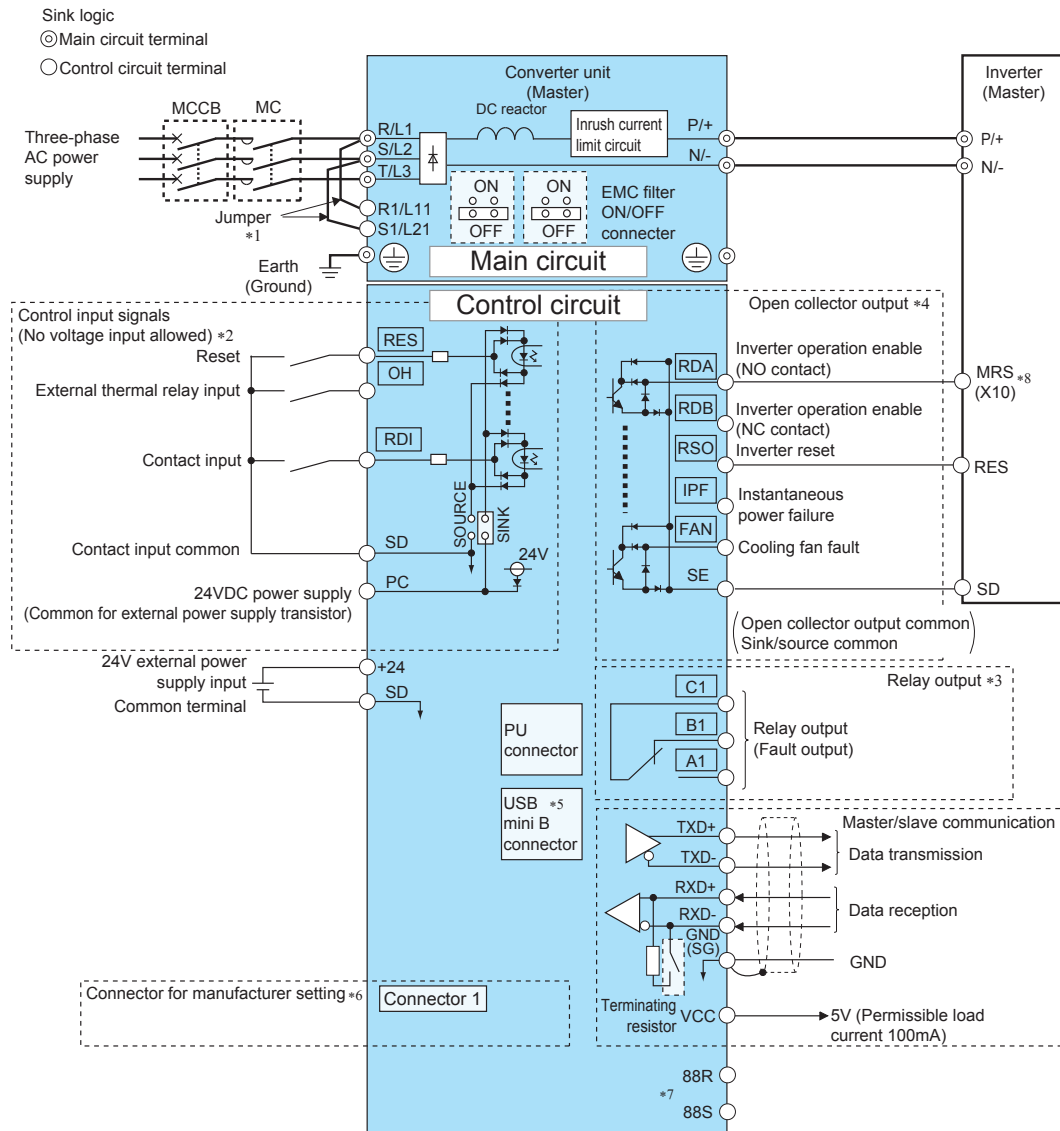 Sink logic
Main circuit terminal
Control circuit terminal
MCCB
MC
Three-phase
AC power
supply
Jumper
*1
Earth
(Ground)
R/L1
S/L2
T/L3
R1/L11
S1/L21
Converter unit
(Master)
DC reactor
Inrush current
limit circuit
P/+
N/-
ON
OFF
ON
OFF
EMC filter
ON/OFF
connecter
Main circuit
Inverter
(Master)
P/+
N/-
Control circuit
Control input signals
(No voltage input allowed) *2
Reset
External thermal relay input
Contact input
Contact input common
24VDC power supply
(Common for external power supply transistor)
RES
OH
RDI
SD
PC
SOURCE
SINK
24V
24V external power
supply input
Common terminal
+24
SD
Open collector output *4
RDA
Inverter operation enable
(NO contact)
RDB
Inverter operation enable
(NC contact)
RSO
Inverter reset
IPF
Instantaneous
power failure
FAN
Cooling fan fault
SE
Open collector output common
Sink/source common
MRS *8
(X10)
RES
SD
Relay output *3
C1
B1
A1
Relay output
(Fault output)
PU
connector
USB *5
mini B
connector
Master/slave communication
TXD+
TXD-
Data transmission
RXD+
RXD-
Data reception
GND
(SG)
GND
Terminating
resistor
VCC
5V (Permissible load
current 100mA)
Connector for manufacturer setting *6
Connector 1
88R
*7
88S